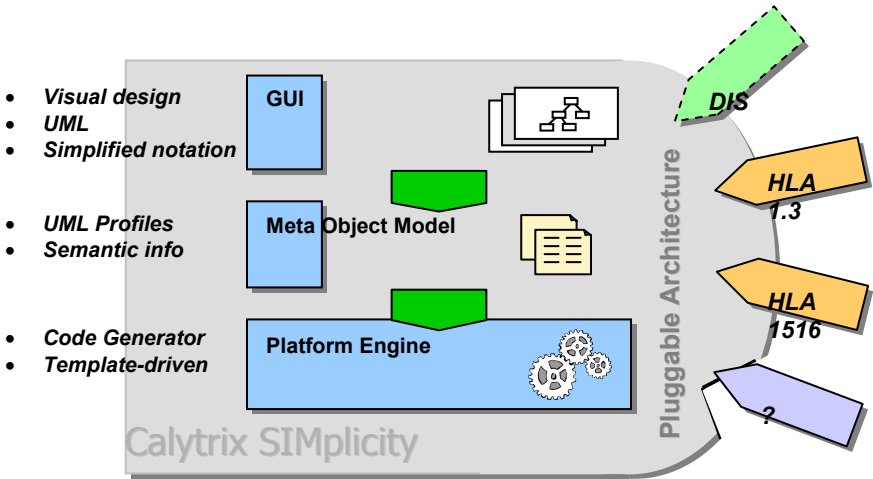 • Visual design
• UML
• Simplified notation
GUI
DIS
HLA
1.3
• UML Profiles
• Semantic info
Meta Object Model
Pluggable Architecture
HLA
1516
• Code Generator
• Template-driven
Platform Engine
?
Calytrix SIMplicity